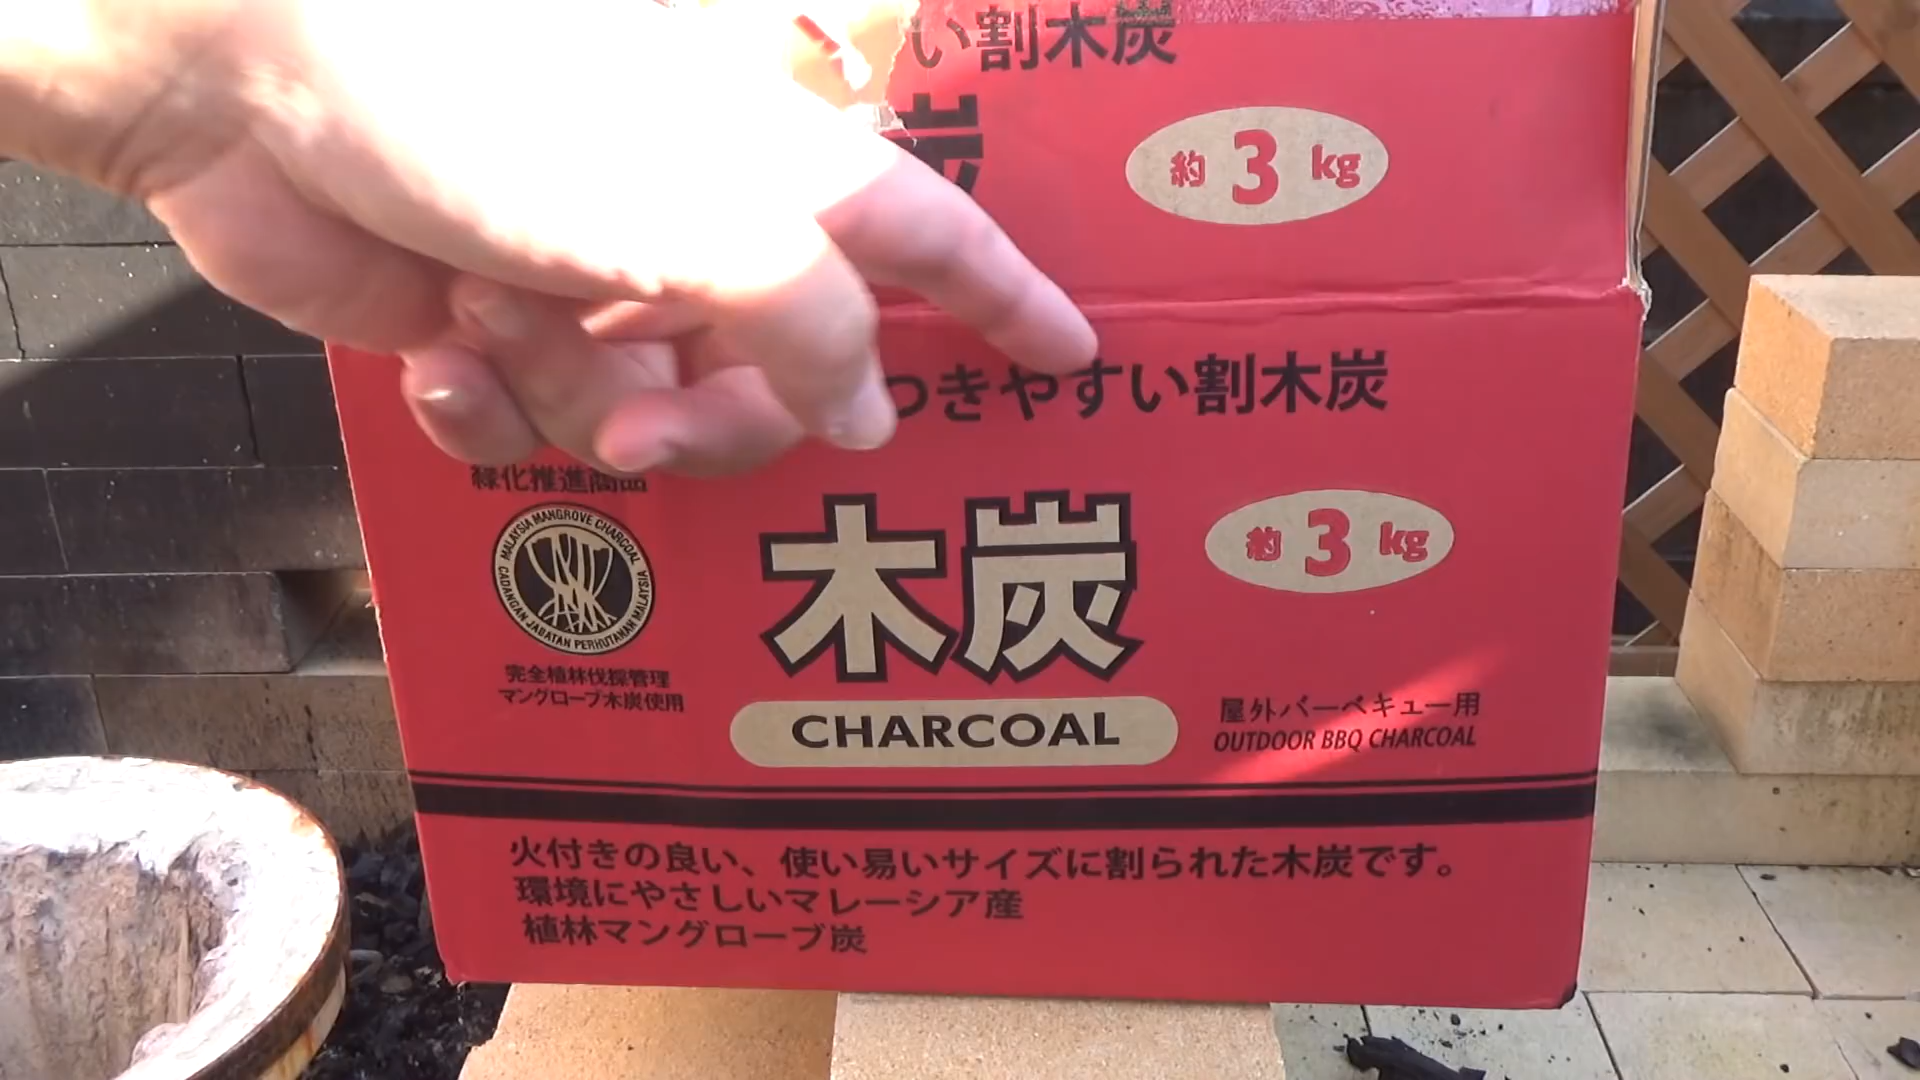 い割木炭
炭
約 3 kg
つきやすい割木炭
緑化推進商品
MALAYSIA MANGROVE CHARCOAL
CADANGAN JABATAN PERHUTANAN MALAYSIA
完全植林伐採管理
マングローブ木炭使用
木炭
約 3 kg
CHARCOAL
屋外バーベキュー用
OUTDOOR BBQ CHARCOAL
火付きの良い、使い易いサイズに割られた木炭です。
環境にやさしいマレーシア産
植林マングローブ炭